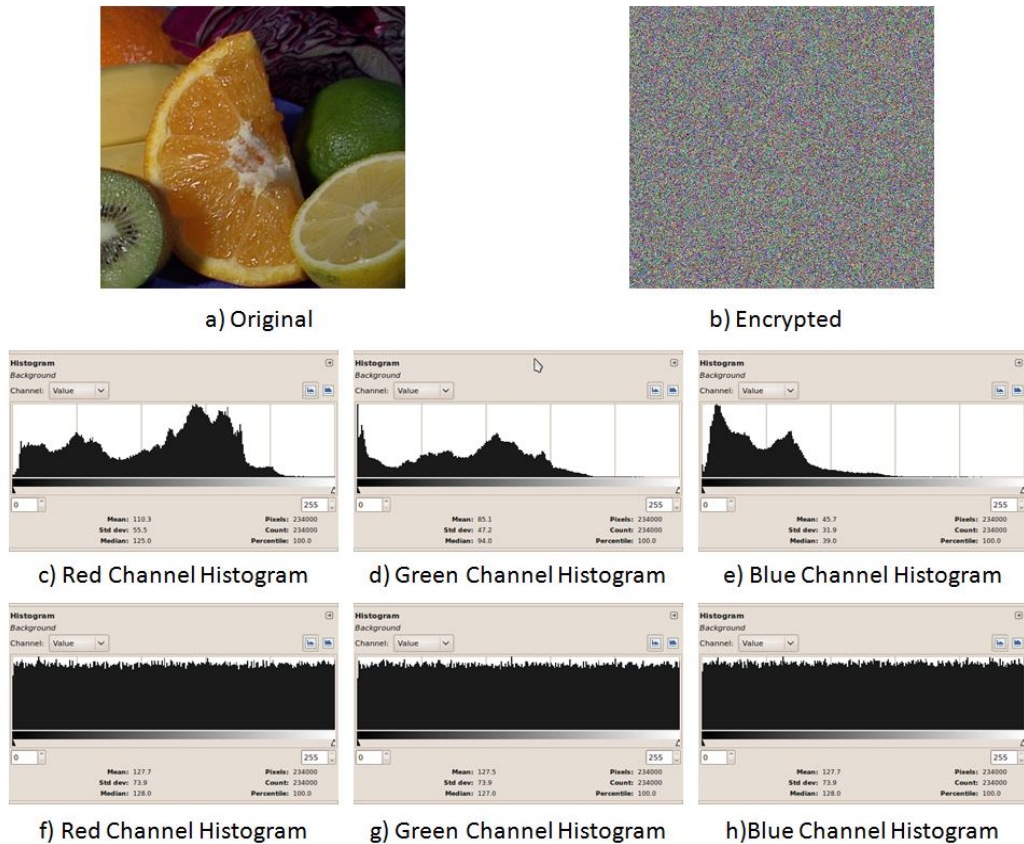 a) Original
b) Encrypted
Histogram
Background
Channel: Value
0
255
Mean: 110.3
Pixels: 234000
Std dev: 55.5
Count: 234000
Median: 125.0
Percentile: 100.0
c) Red Channel Histogram
Histogram
Background
Channel: Value
0
255
Mean: 85.1
Pixels: 234000
Std dev: 47.2
Count: 234000
Median: 94.0
Percentile: 100.0
d) Green Channel Histogram
Histogram
Background
Channel: Value
0
255
Mean: 45.7
Pixels: 234000
Std dev: 31.9
Count: 234000
Median: 39.0
Percentile: 100.0
e) Blue Channel Histogram
Histogram
Background
Channel: Value
0
255
Mean: 127.7
Pixels: 234000
Std dev: 73.9
Count: 234000
Median: 128.0
Percentile: 100.0
f) Red Channel Histogram
Histogram
Background
Channel: Value
0
255
Mean: 127.5
Pixels: 234000
Std dev: 73.9
Count: 234000
Median: 127.0
Percentile: 100.0
g) Green Channel Histogram
Histogram
Background
Channel: Value
0
255
Mean: 127.7
Pixels: 234000
Std dev: 73.9
Count: 234000
Median: 128.0
Percentile: 100.0
h)Blue Channel Histogram